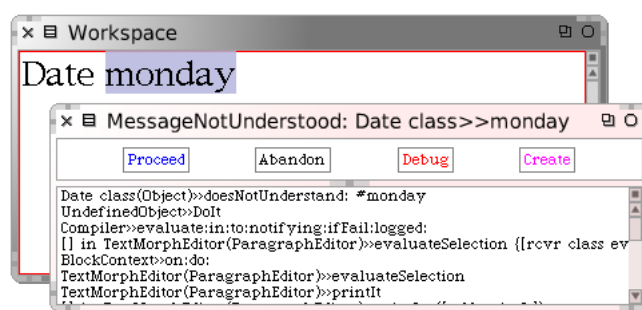 Workspace
Date monday
MessageNotUnderstood: Date class>>monday
Proceed Abandon Debug Create
Date class(Object)»doesNotUnderstand: #monday
UndefinedObject»DoIt
Compiler»evaluate:in:to:notifying:ifFail:logged:
[] in TextMorphEditor(ParagraphEditor)»evaluateSelection {[rcvr class ev
BlockContext»on:do:
TextMorphEditor(ParagraphEditor)»evaluateSelection
TextMorphEditor(ParagraphEditor)»printIt